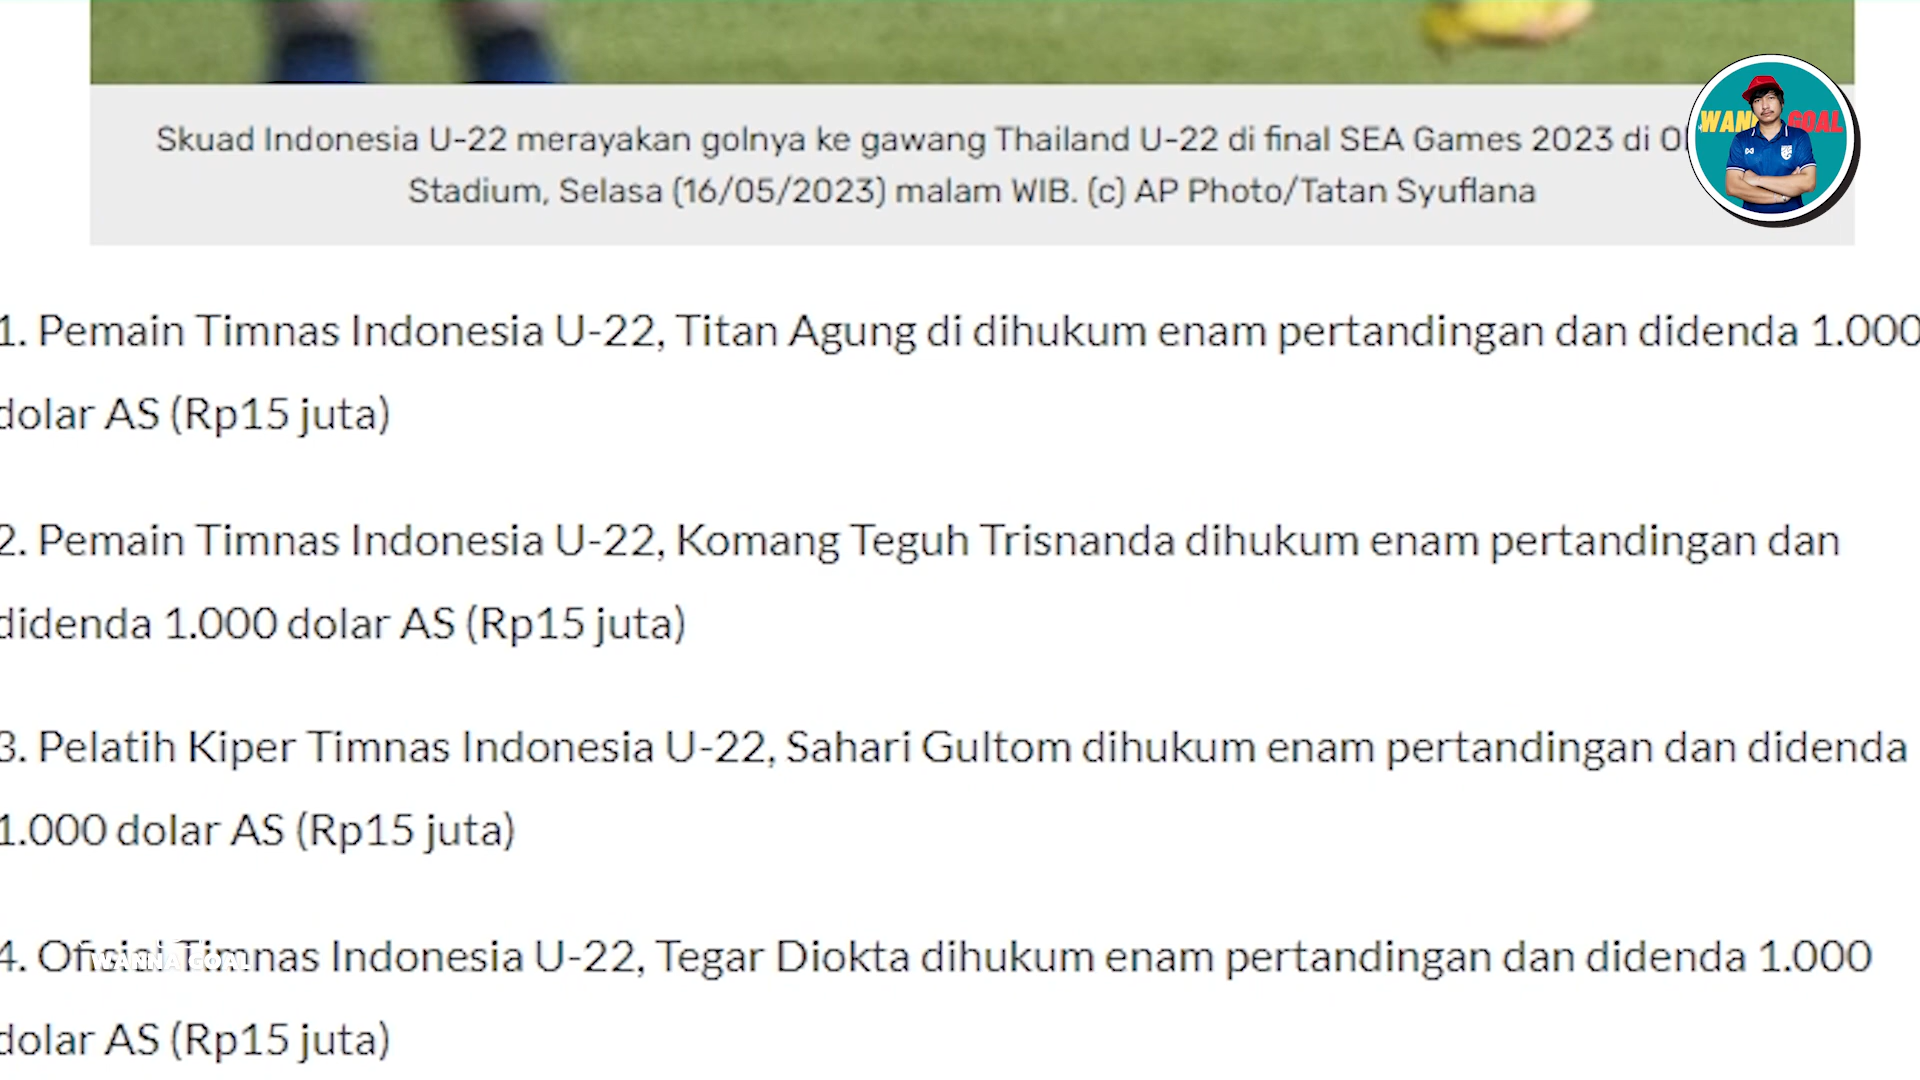 Skuad Indonesia U-22 merayakan golnya ke gawang Thailand U-22 di final SEA Games 2023 di
WANNA GOAL
Stadium, Selasa (16/05/2023) malam WIB. (c) AP Photo/Tatan Syuflana
1. Pemain Timnas Indonesia U-22, Titan Agung di dihukum enam pertandingan dan didenda 1.000
dolar AS (Rp15 juta)
2. Pemain Timnas Indonesia U-22, Komang Teguh Trisnanda dihukum enam pertandingan dan
didenda 1.000 dolar AS (Rp15 juta)
3. Pelatih Kiper Timnas Indonesia U-22, Sahari Gultom dihukum enam pertandingan dan didenda
1.000 dolar AS (Rp15 juta)
4. Ofisial Timnas Indonesia U-22, Tegar Diokta dihukum enam pertandingan dan didenda 1.000
WANNA GOAL
dolar AS (Rp15 juta)